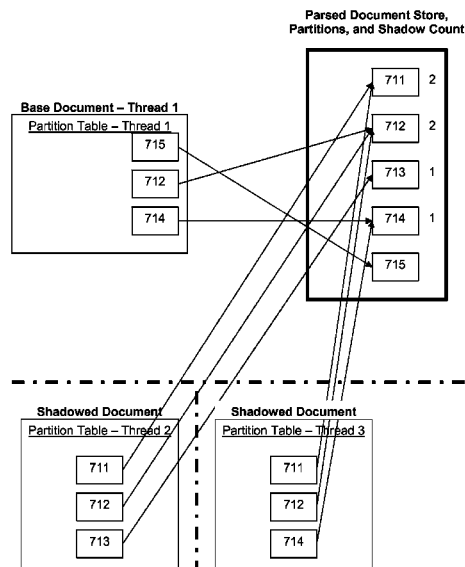 Parsed Document Store,
Partitions, and Shadow Count
711 2
712 2
713 1
714 1
715
Base Document – Thread 1
Partition Table – Thread 1
715
712
714
Shadowed Document
Partition Table – Thread 2
711
712
713
Shadowed Document
Partition Table – Thread 3
711
712
714